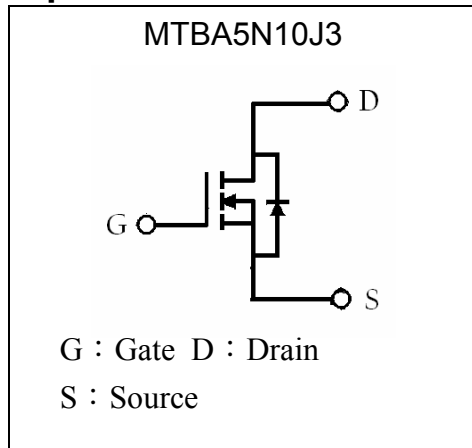 MTBA5N10J3
D
G
S
G：Gate D：Drain
S：Source